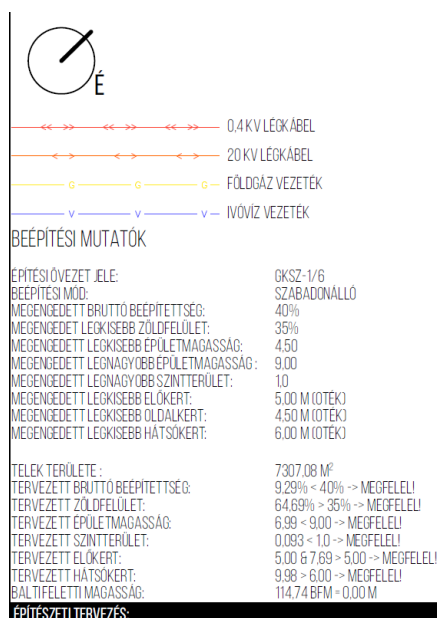 É
<< >> << >> << >> 0,4 KV LÉGKÁBEL
< > < > < > 20 KV LÉGKÁBEL
G G G FÖLDGÁZ VEZETÉK
V V V IVÓVÍZ VEZETÉK
BEÉPÍTÉSI MUTATÓK
ÉPÍTÉSI ÖVEZET JELE: GKSZ-1/6
BEÉPÍTÉSI MÓD: SZABADONÁLLÓ
MEGENGEDETT BRUTTÓ BEÉPÍTETTSÉG: 40%
MEGENGEDET LEGKISEBB ZÖLDFELÜLET: 35%
MEGENGEDETT LEGKISEBB ÉPÜLETMAGASSÁG: 4,50
MEGENGEDETT LEGNAGYOBB ÉPÜLETMAGASSÁG : 9,00
MEGENGEDETT LEGNAGYOBB SZINTTERÜLET: 1,0
MEGENGEDETT LEGKISEBB ELŐKERT: 5,00 M (OTÉK)
MEGENGEDETT LEGKISEBB OLDALKERT: 4,50 M (OTÉK)
MEGENGEDETT LEGKISEBB HÁTSÓKERT: 6,00 M (OTÉK)
TELEK TERÜLETE : 7307.08 M²
TERVEZETT BRUTTÓ BEÉPÍTETTSÉG: 9,29% < 40% -> MEGFELEL!
TERVEZETT ZÖLDFELÜLET: 64,69% > 35% -> MEGFELEL!
TERVEZETT ÉPÜLETMAGASSÁG: 6,99 < 9,00 -> MEGFELEL!
TERVEZETT SZINTTERÜLET: 0,093 < 1,0 -> MEGFELEL!
TERVEZETT ELŐKERT: 5,00 & 7,69 > 5,00 -> MEGFELEL!
TERVEZETT HÁTSÓKERT: 9,98 > 6,00 -> MEGFELEL!
BALTI FELETTI MAGASSÁG: 114,74 BFM = 0,00 M
ÉPÍTÉSZETI TERVEZÉS: